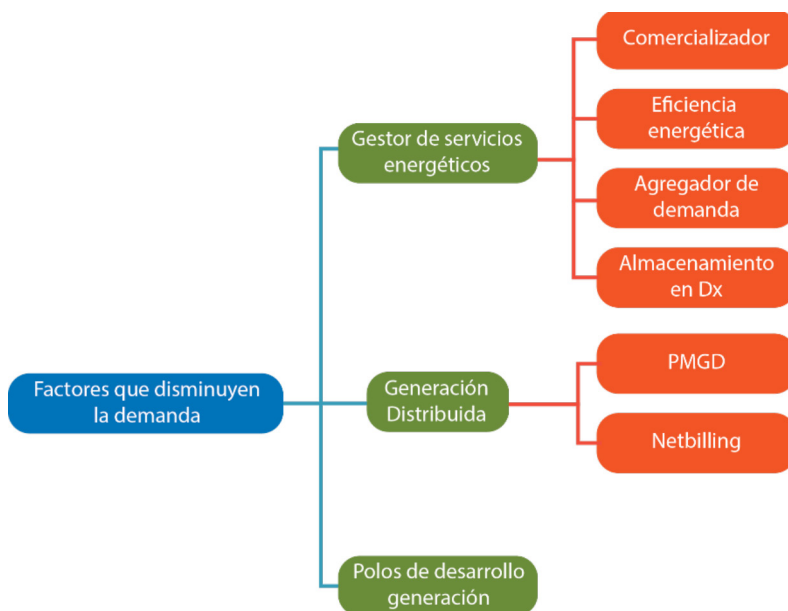 Factores que disminuyen
la demanda
Gestor de servicios
energéticos
Comercializador
Eficiencia
energética
Agregador de
demanda
Almacenamiento
en Dx
Generación
Distribuida
PMGD
Netbilling
Polos de desarrollo
generación